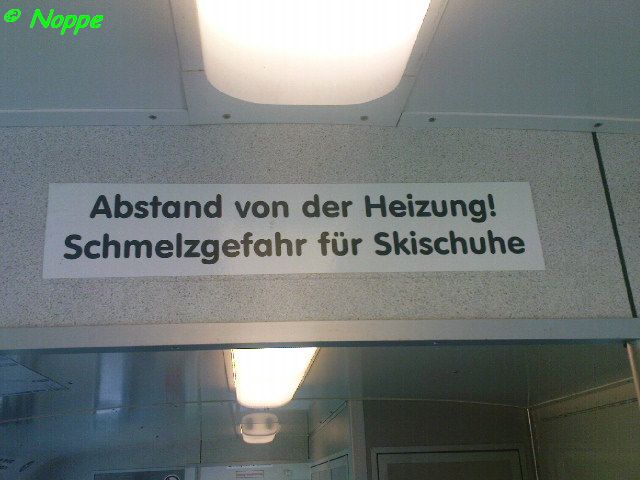 © Noppe
Abstand von der Heizung!
Schmelzgefahr für Skischuhe